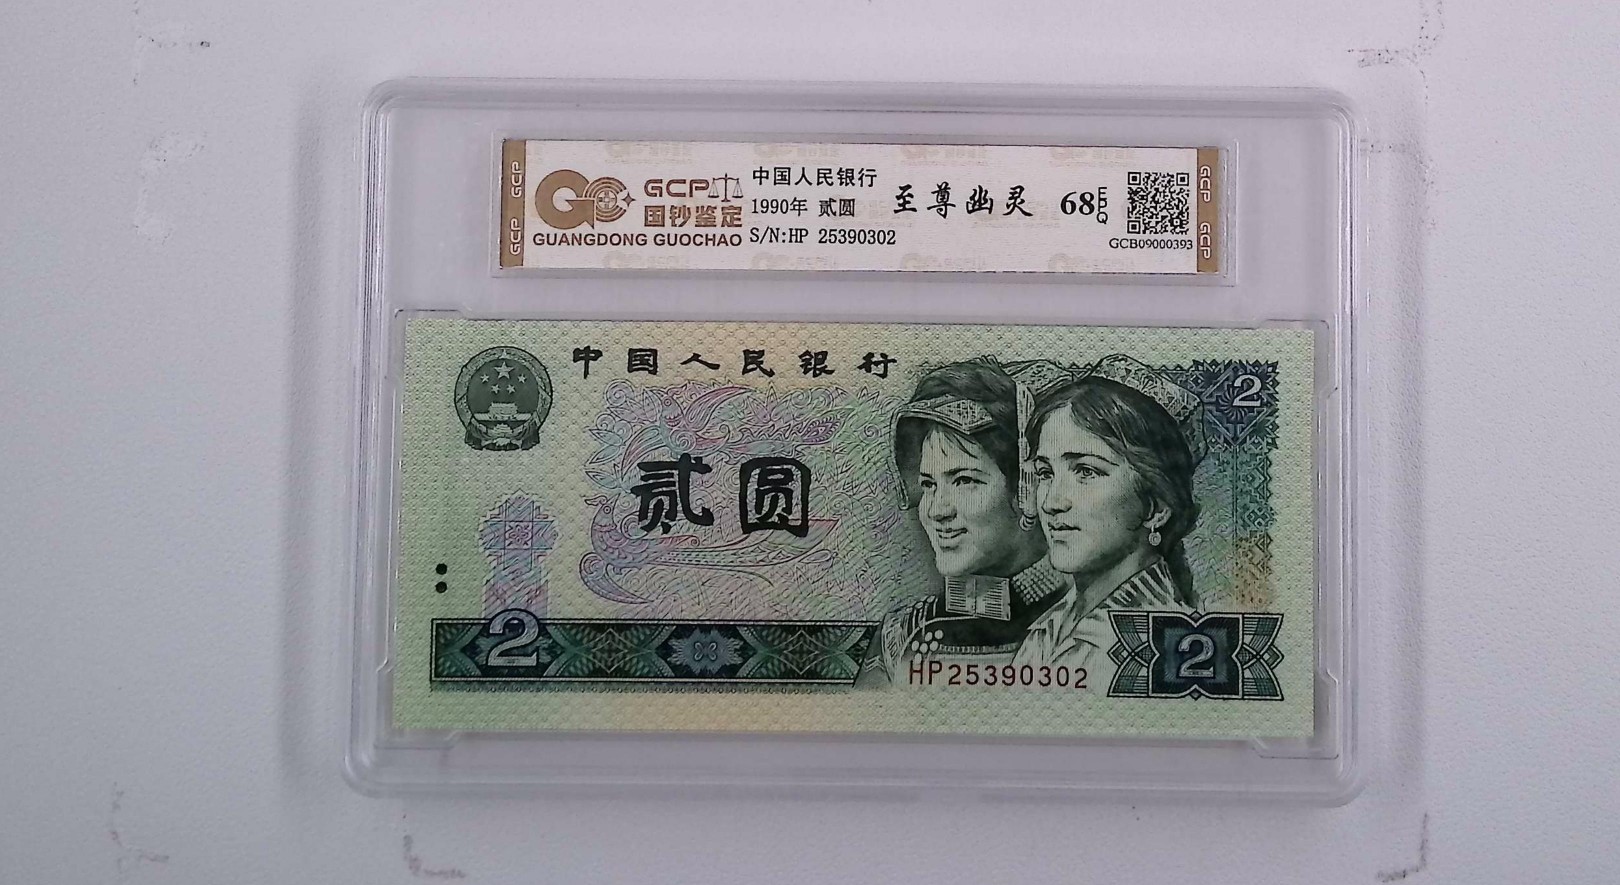 GCP
国钞鉴定
GUANGDONG GUOCHAO
中国人民银行
1990年 贰圆
S/N:HP 25390302
至尊幽灵
68 EPQ
GCB09000393
GCP GCP
GCP GCP
中国人民银行
2
贰圆
2
HP25390302
2